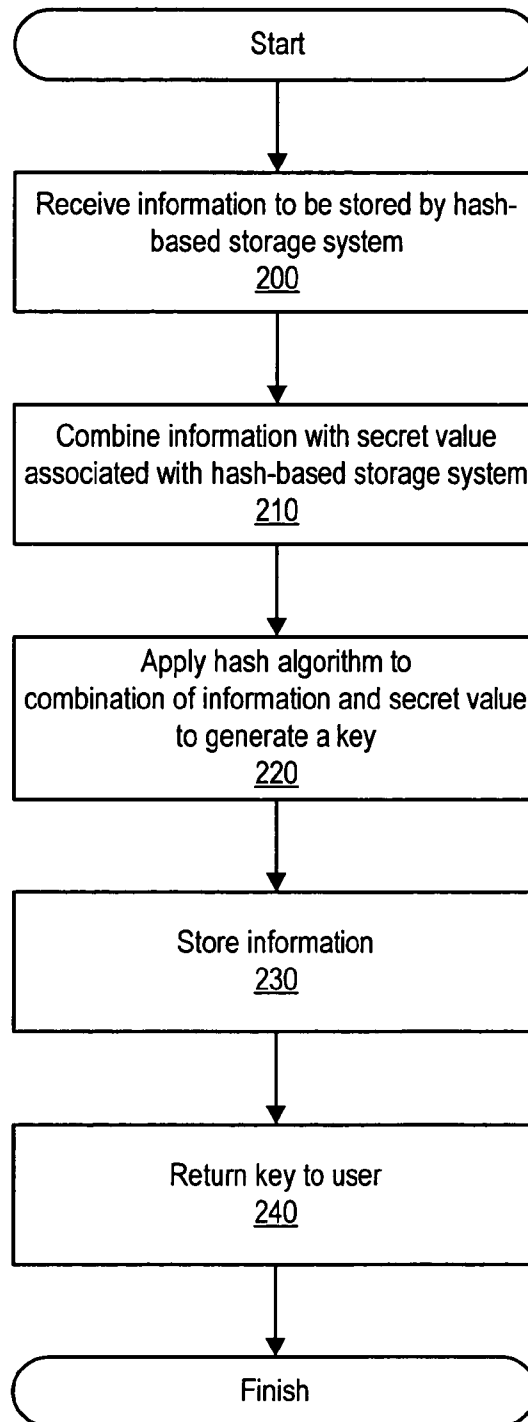 Start
Receive information to be stored by hash-
based storage system
200
Combine information with secret value
associated with hash-based storage system
210
Apply hash algorithm to
combination of information and secret value
to generate a key
220
Store information
230
Return key to user
240
Finish